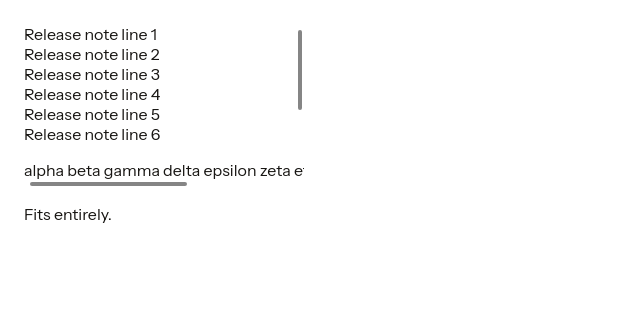 Release note line 1
Release note line 2
Release note line 3
Release note line 4
Release note line 5
Release note line 6
alpha beta gamma delta epsilon zeta
Fits entirely.